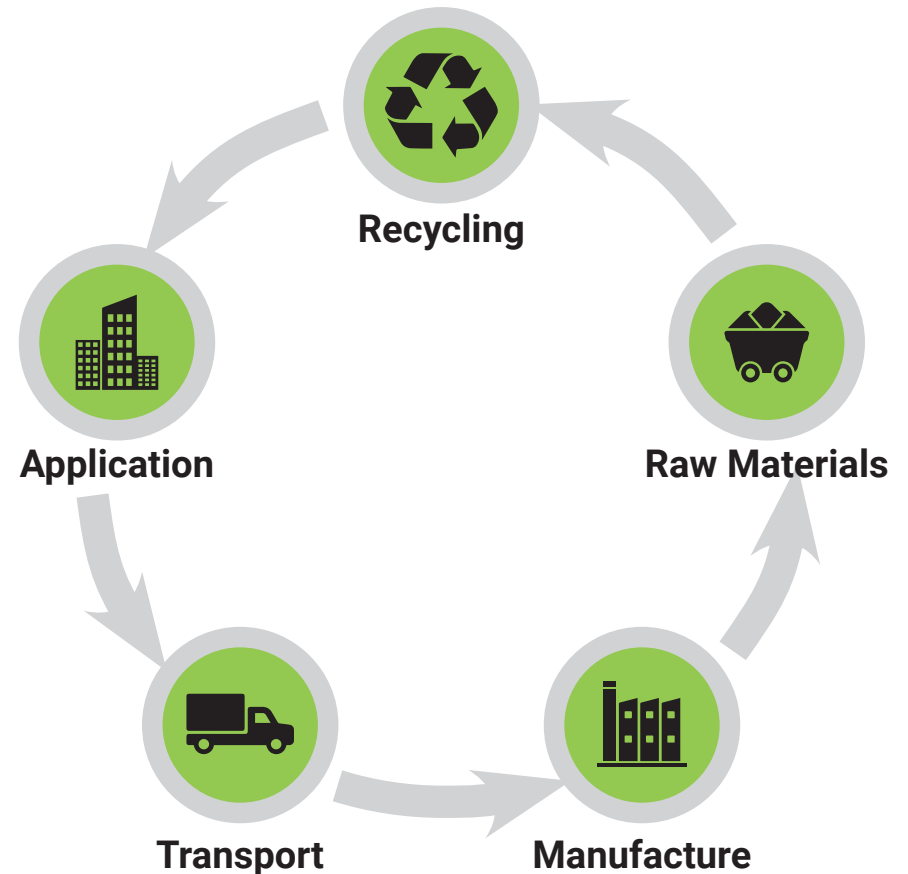 Recycling
Application
Raw Materials
Transport
Manufacture